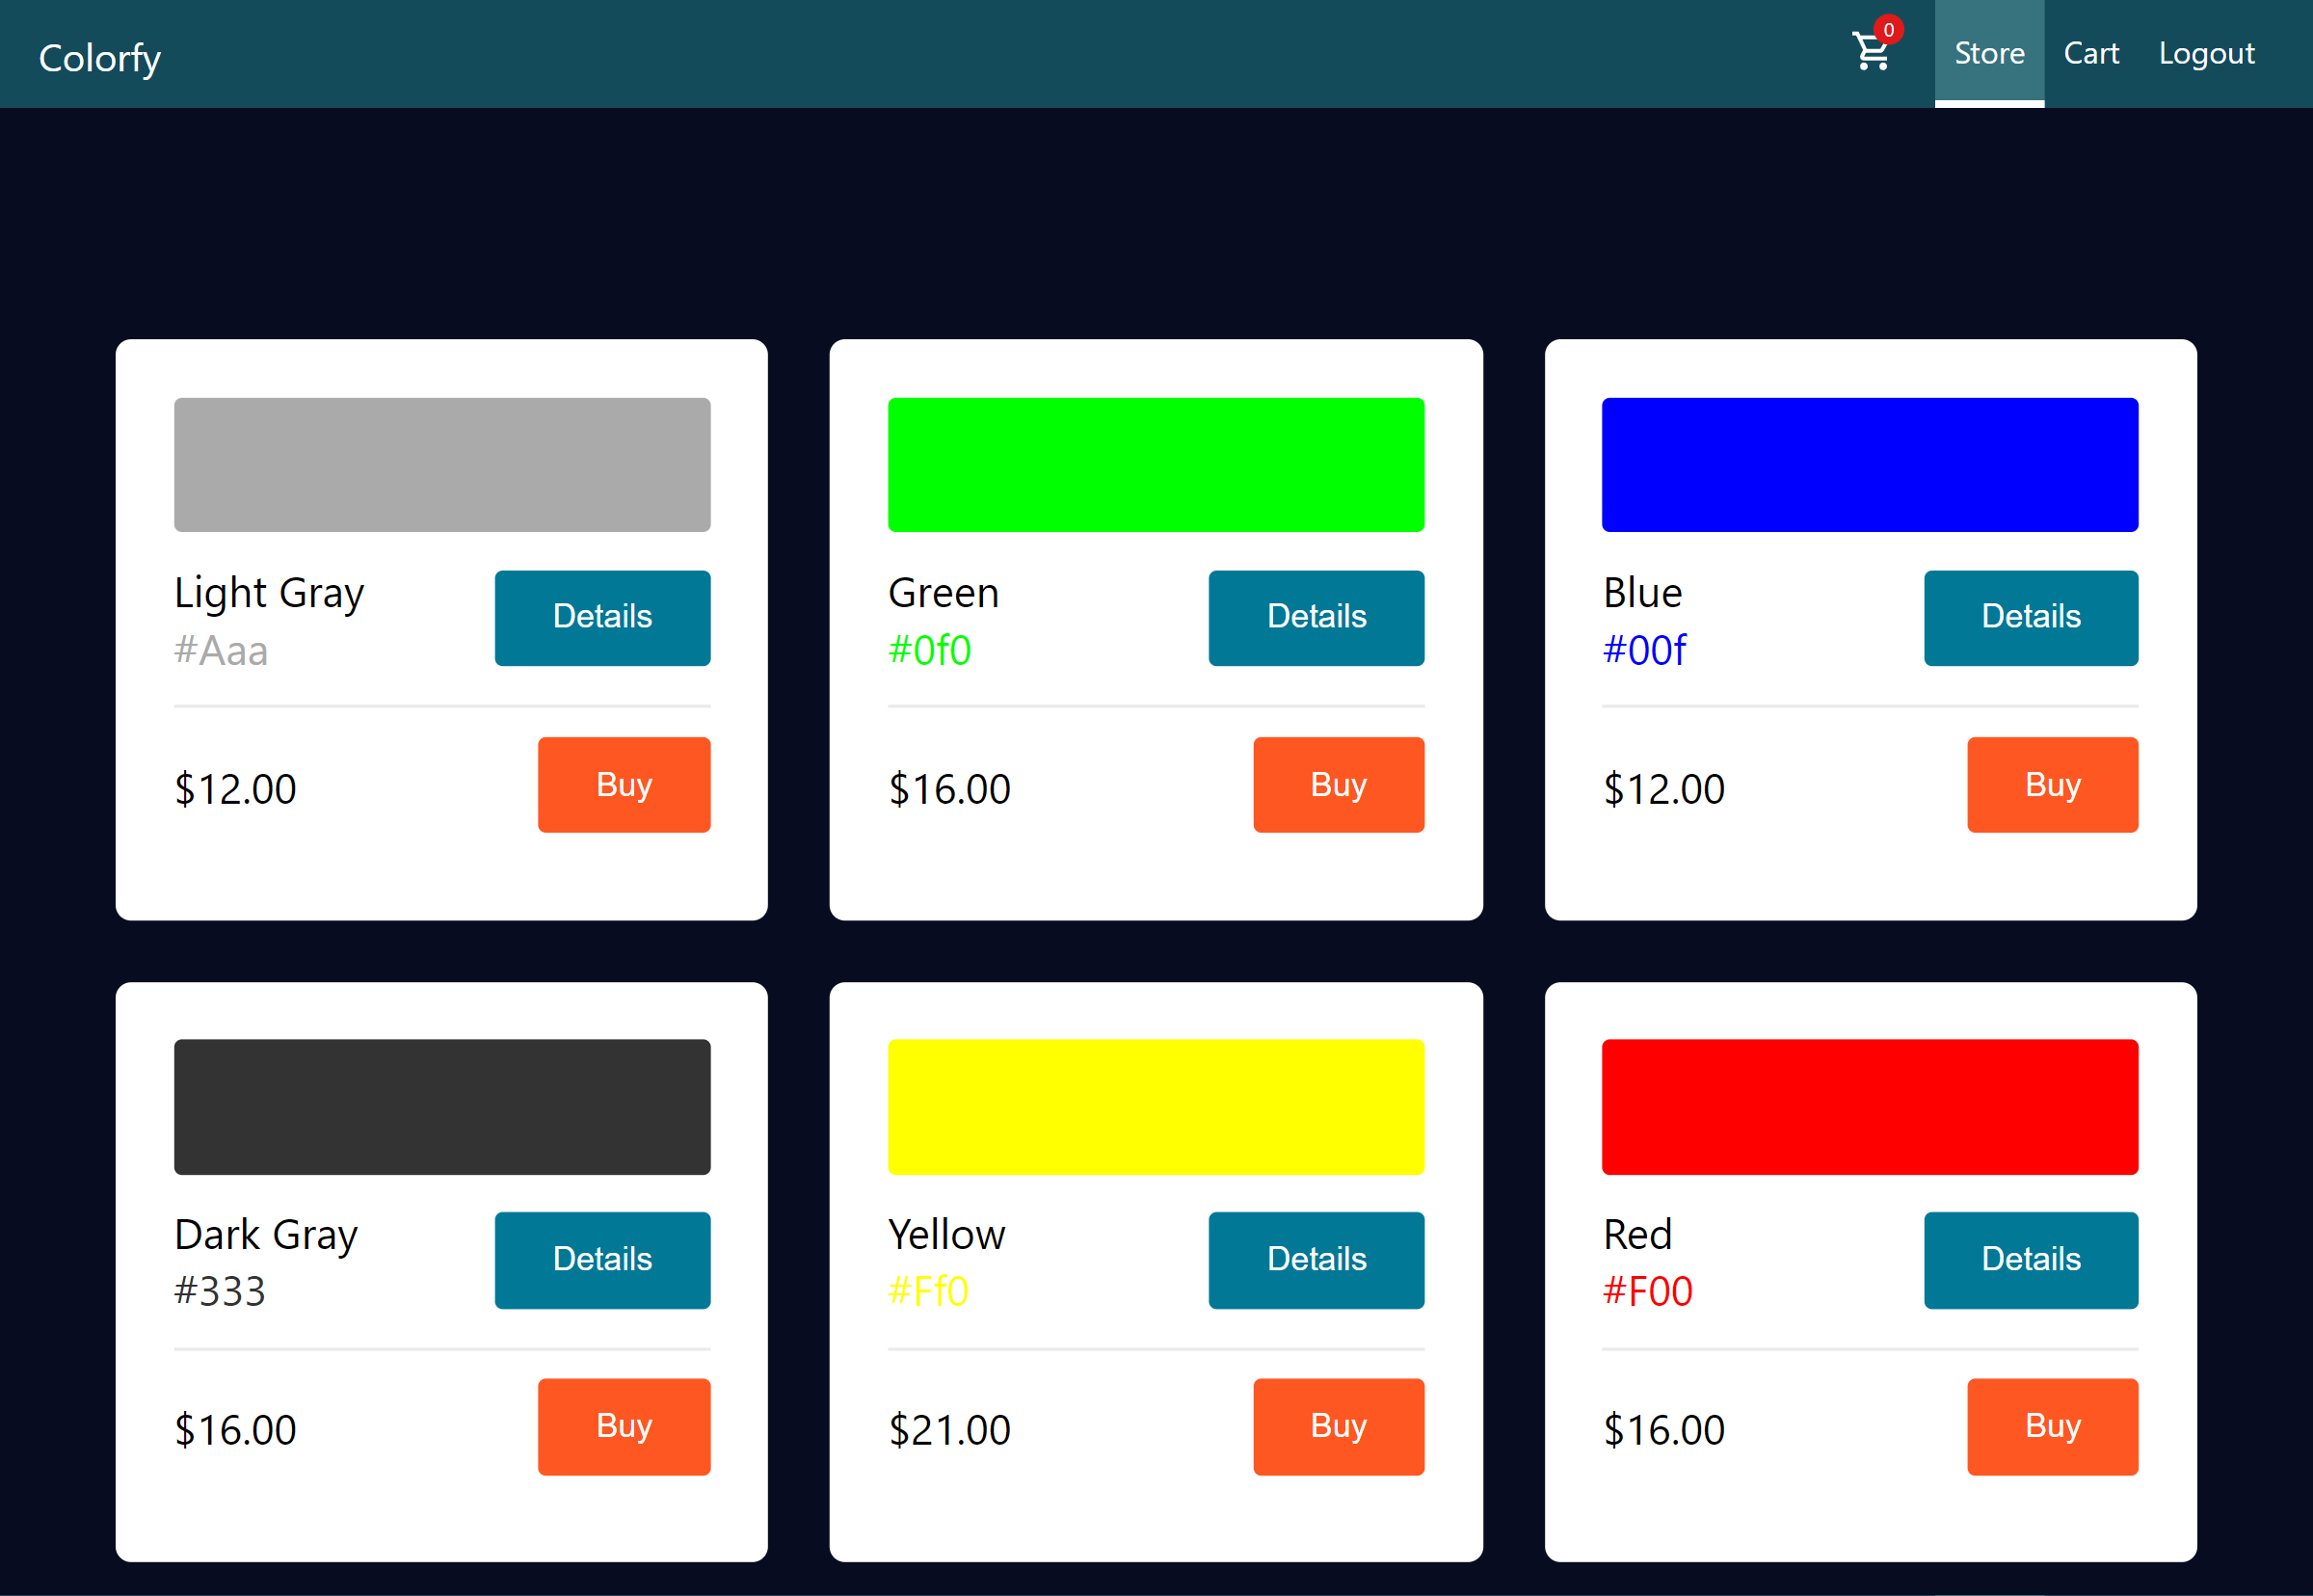 Colorfy
0
Store
Cart
Logout
Light Gray
#Aaa
Details
$12.00
Buy
Green
#0f0
Details
$16.00
Buy
Blue
#00f
Details
$12.00
Buy
Dark Gray
#333
Details
$16.00
Buy
Yellow
#Ff0
Details
$21.00
Buy
Red
#F00
Details
$16.00
Buy